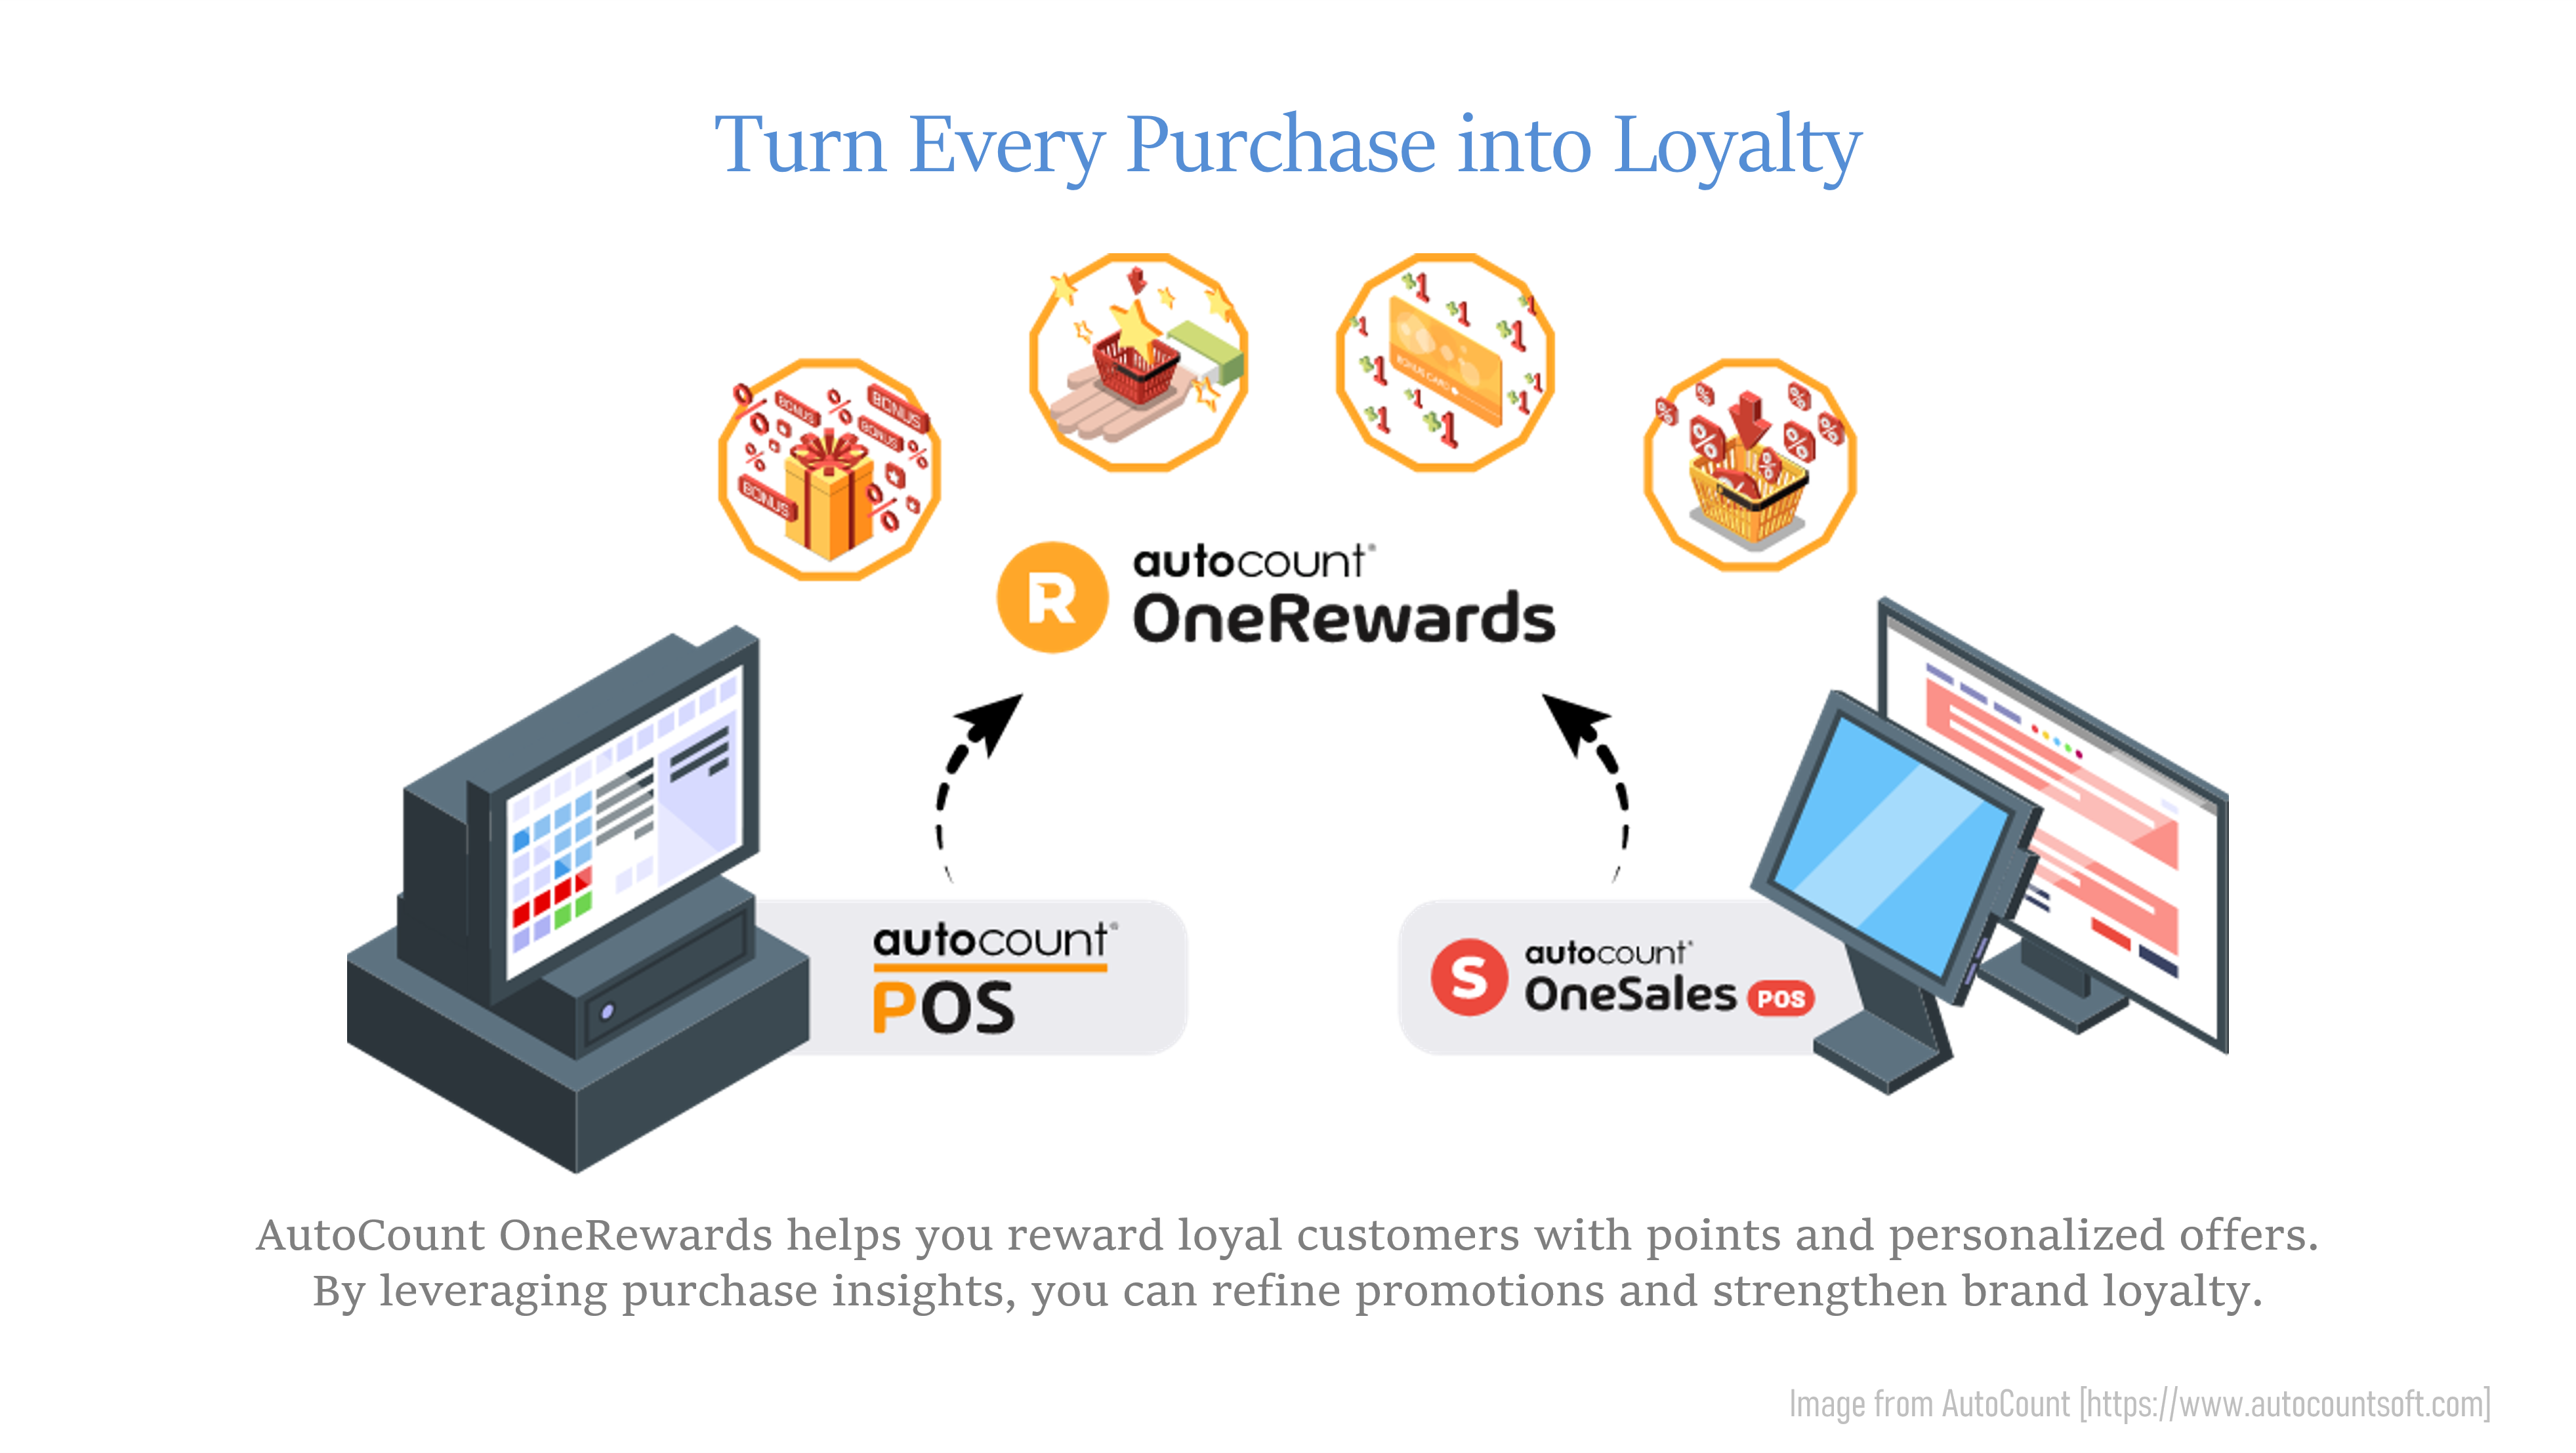 Turn Every Purchase into Loyalty
BONUS
BONUS
BONUS
BONUS
BONUS CARD
R
autocount
OneRewards
autocount
POS
S
autocount
OneSales POS
AutoCount OneRewards helps you reward loyal customers with points and personalized offers.
By leveraging purchase insights, you can refine promotions and strengthen brand loyalty.
Image from AutoCount [https://www.autocountsoft.com]